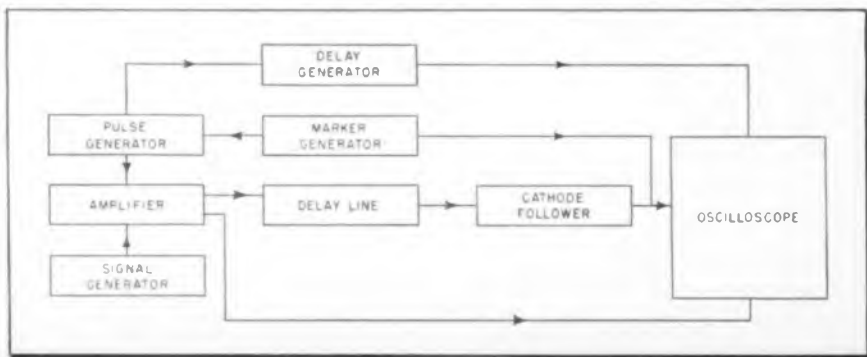 DELAY
GENERATOR
PULSE
GENERATOR
MARKER
GENERATOR
AMPLIFIER
DELAY LINE
CATHODE
FOLLOWER
OSCILLOSCOPE
SIGNAL
GENERATOR